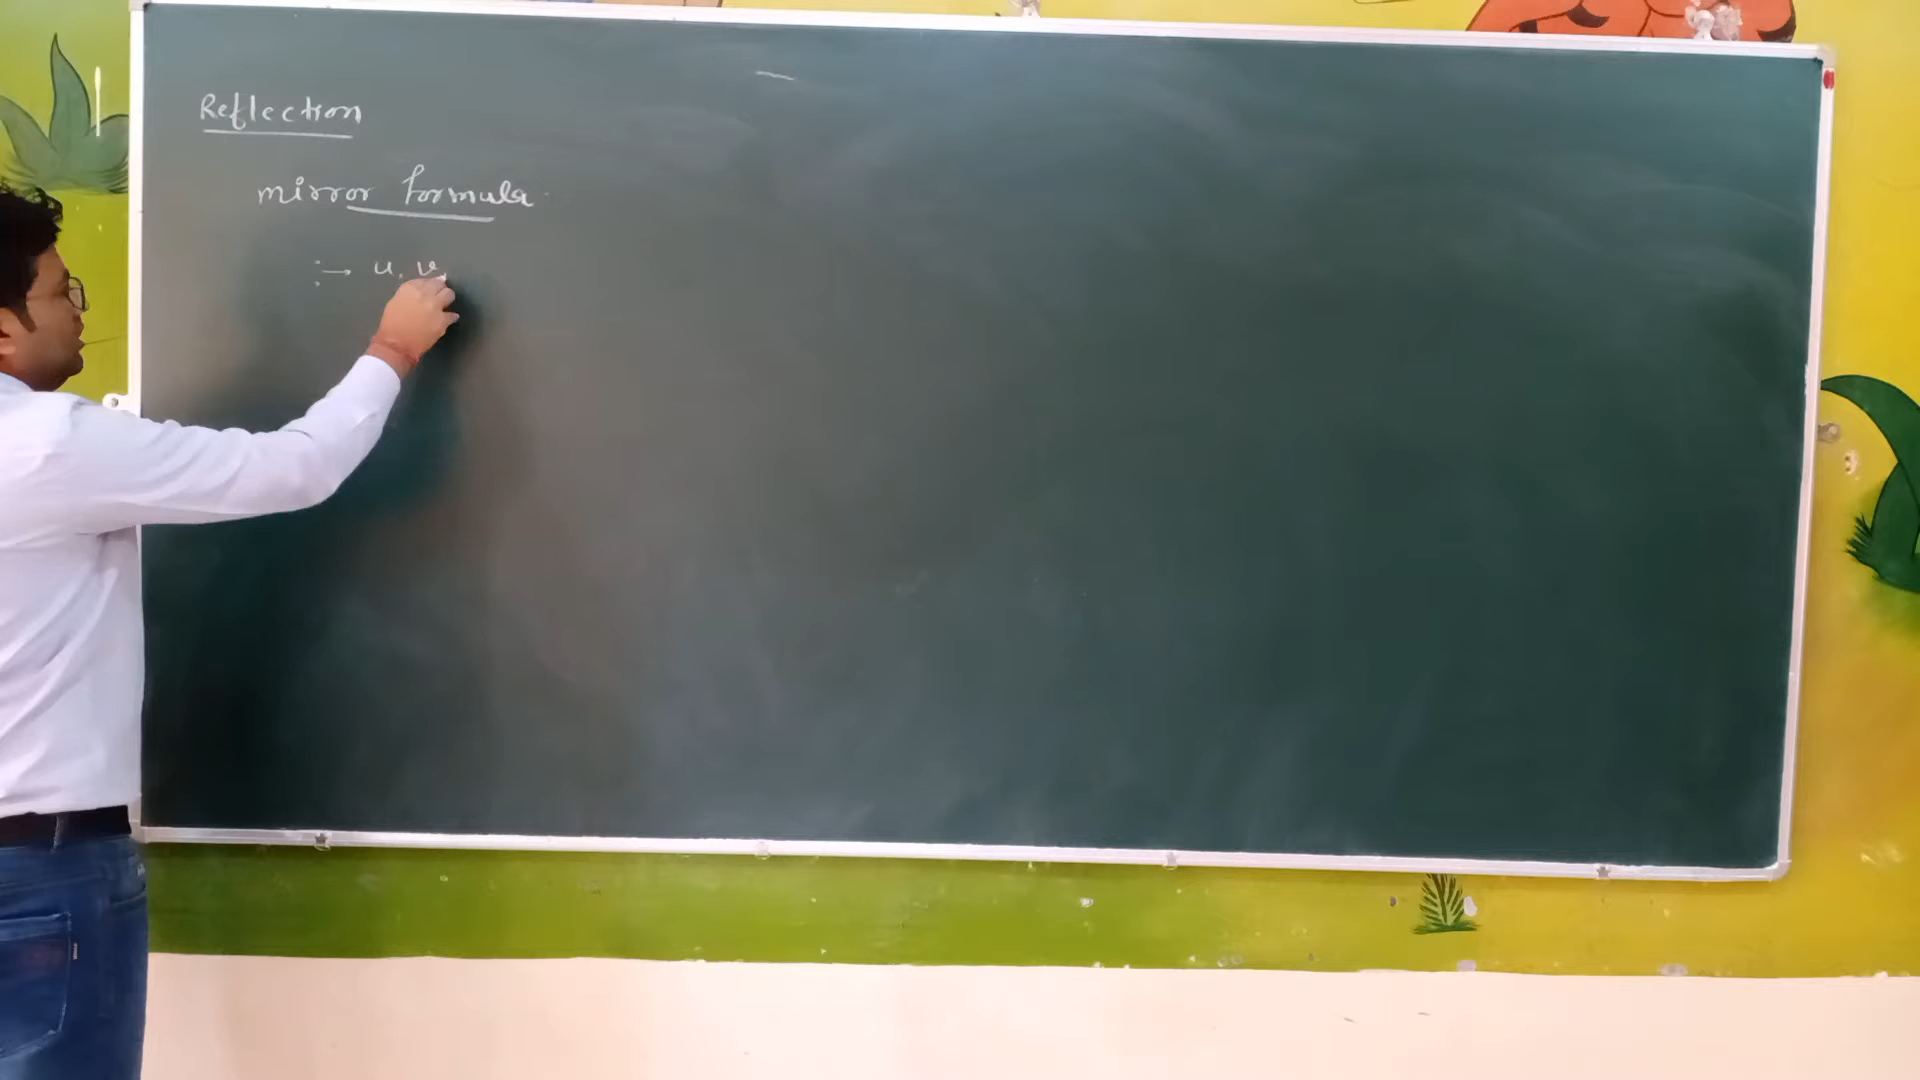 Reflection
mirror formula
:→ u, v,